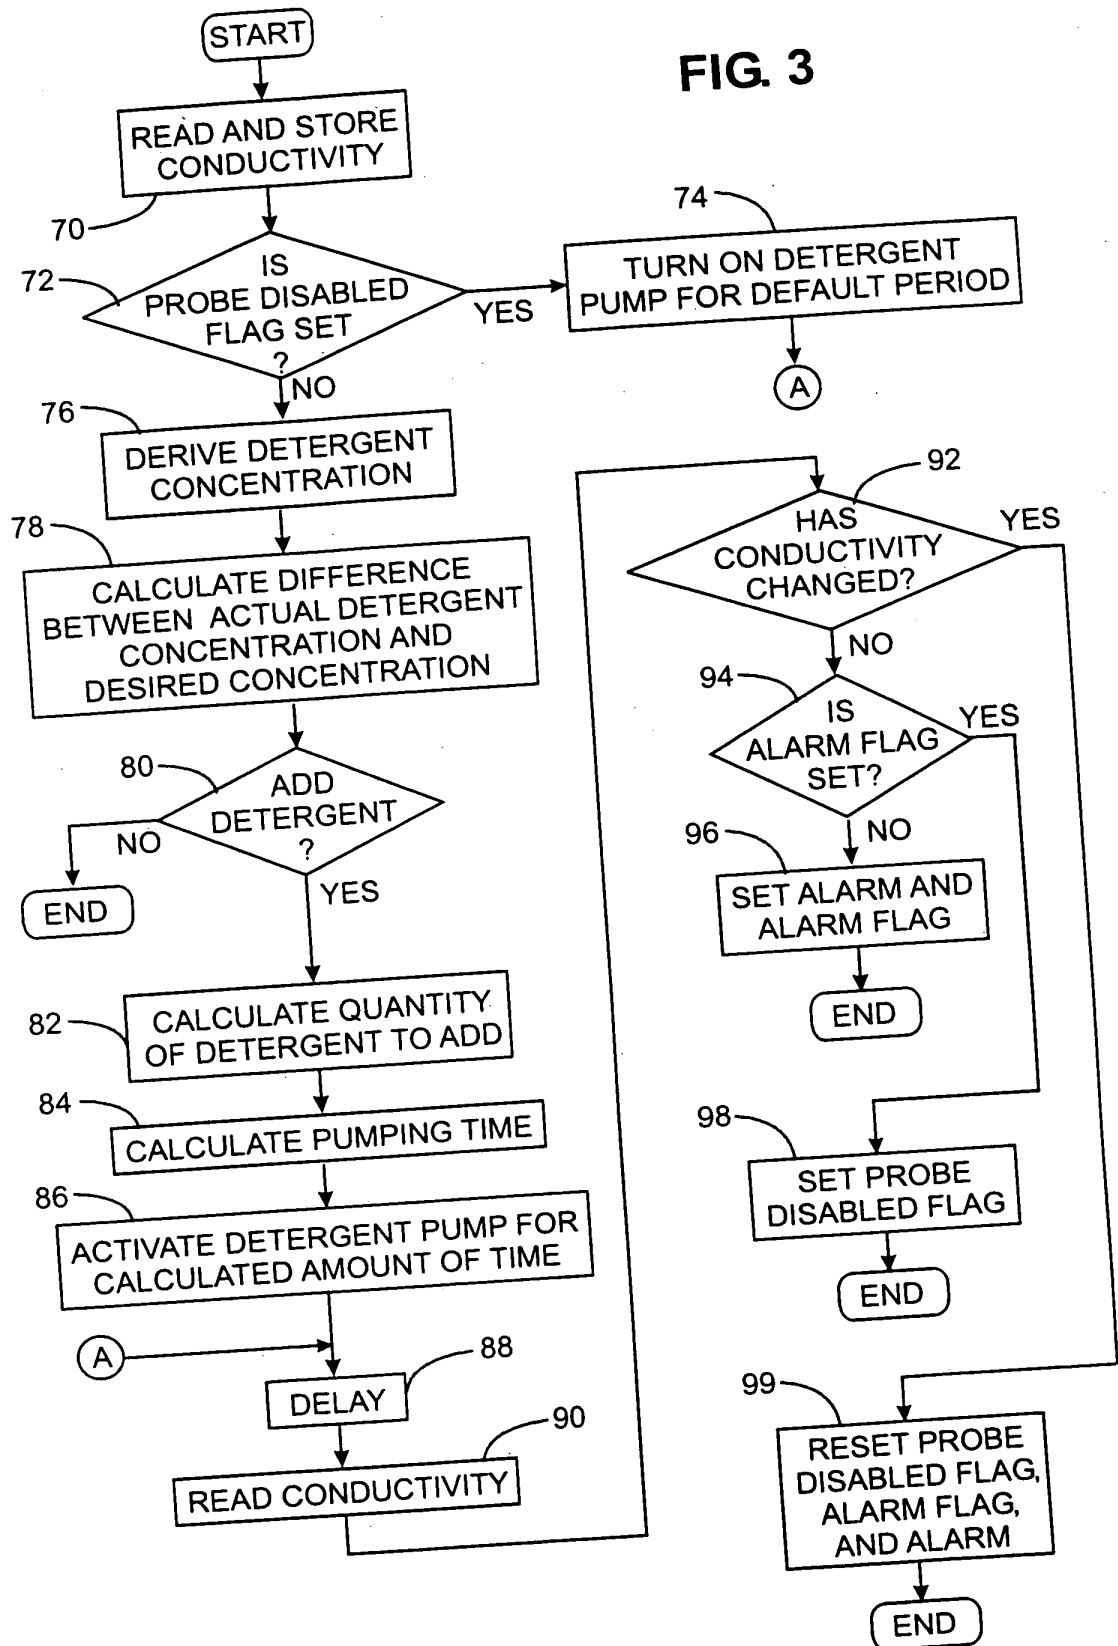 START
FIG. 3
READ AND STORE
CONDUCTIVITY
70
72
IS
PROBE DISABLED
FLAG SET
?
YES
NO
74
TURN ON DETERGENT
PUMP FOR DEFAULT PERIOD
A
76
DERIVE DETERGENT
CONCENTRATION
78
CALCULATE DIFFERENCE
BETWEEN ACTUAL DETERGENT
CONCENTRATION AND
DESIRED CONCENTRATION
80
ADD
DETERGENT
?
NO
END
YES
82
CALCULATE QUANTITY
OF DETERGENT TO ADD
84
CALCULATE PUMPING TIME
86
ACTIVATE DETERGENT PUMP FOR
CALCULATED AMOUNT OF TIME
A
88
DELAY
90
READ CONDUCTIVITY
92
HAS
CONDUCTIVITY
CHANGED?
YES
NO
94
IS
ALARM FLAG
SET?
YES
NO
96
SET ALARM AND
ALARM FLAG
END
98
SET PROBE
DISABLED FLAG
END
99
RESET PROBE
DISABLED FLAG,
ALARM FLAG,
AND ALARM
END